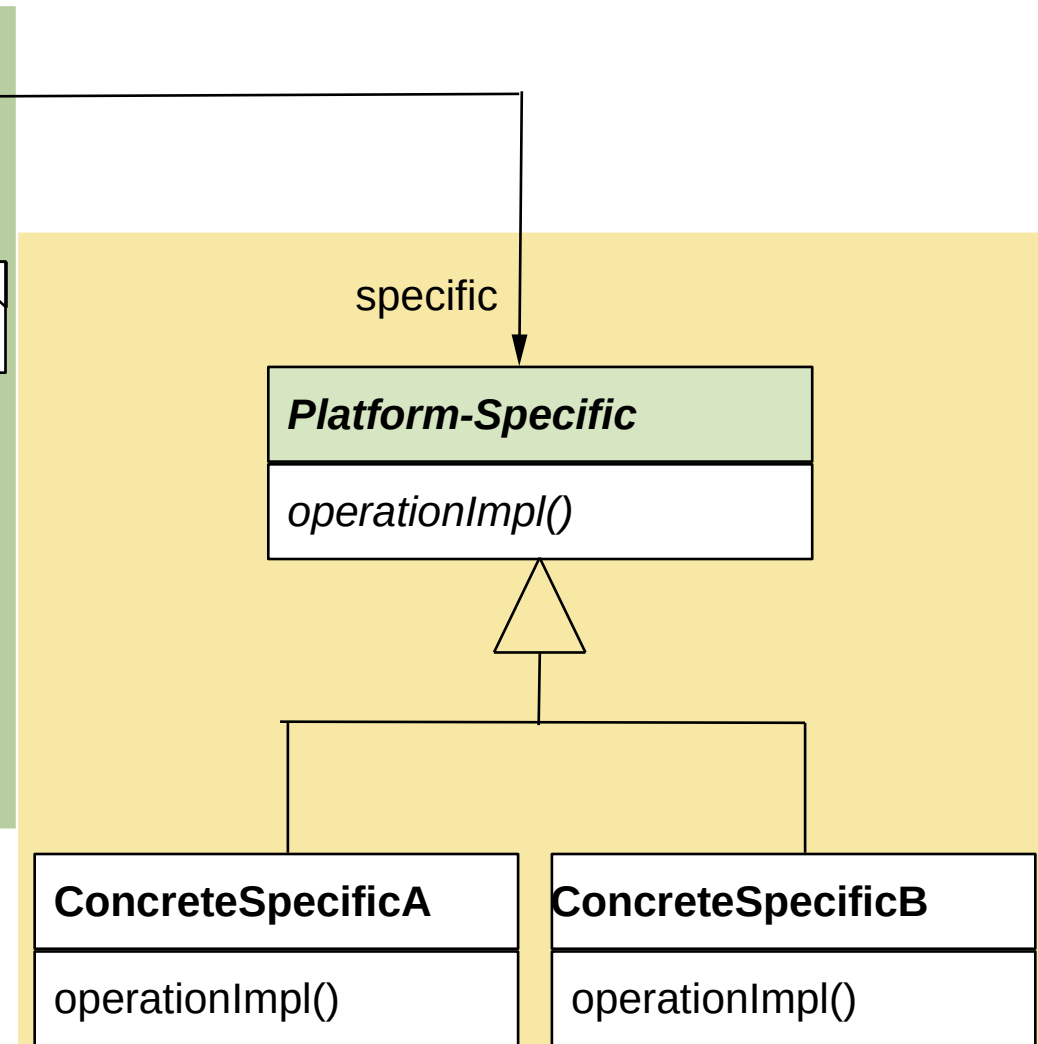 specific
Platform-Specific
operationImpl()
ConcreteSpecificA
ConcreteSpecificB
operationImpl()
operationImpl()